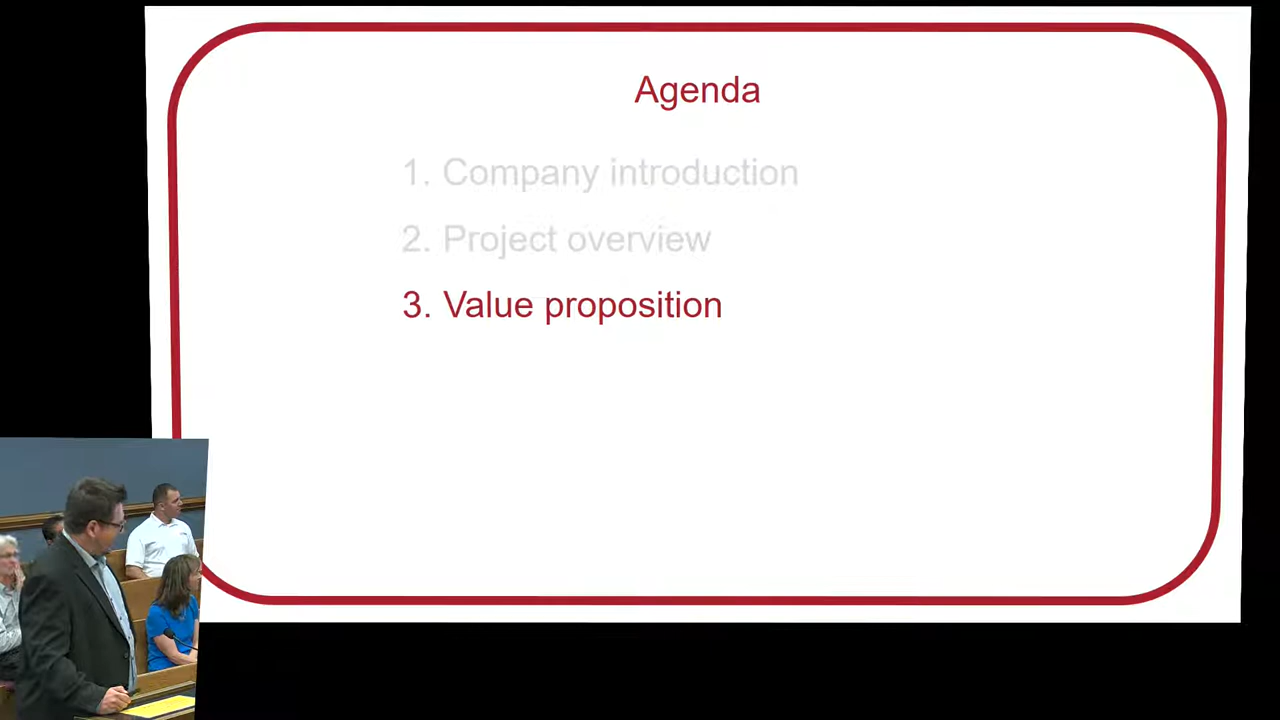 Agenda
1. Company introduction
2. Project overview
3. Value proposition